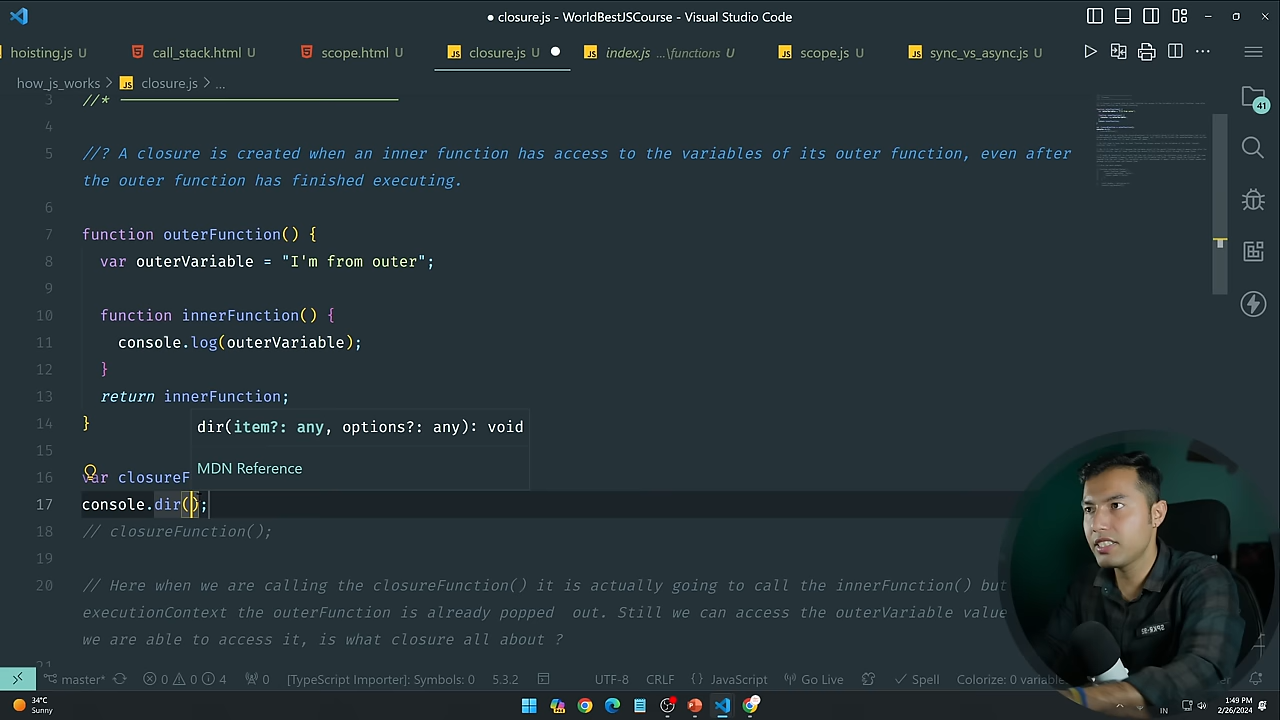 closure.js - WorldBestJSCourse - Visual Studio Code
hoisting.js U
call_stack.html U
scope.html U
JS closure.js U
JS index.js ...\functions U
JS scope.js U
JS sync_vs_async.js U
how_js_works > JS closure.js > ...
41
3 //*
4
5 //? A closure is created when an inner function has access to the variables of its outer function, even after
the outer function has finished executing.
6
7 function outerFunction() {
8 var outerVariable = "I'm from outer";
9
10 function innerFunction() {
11 console.log(outerVariable);
12 }
13 return innerFunction;
14 }
dir(item?: any, options?: any): void
15
MDN Reference
16 var closureF
17 console.dir();
18 // closureFunction();
19
20 // Here when we are calling the closureFunction() it is actually going to call the innerFunction() but
executionContext the outerFunction is already popped out. Still we can access the outerVariable value
we are able to access it, is what closure all about ?
21
master* 0 0 4 0 [TypeScript Importer]: Symbols: 0 5.3.2 UTF-8 CRLF {} JavaScript Go Live Spell Colorize: 0 variable
34°C
Sunny
IN
1:49 PM
2/26/2024